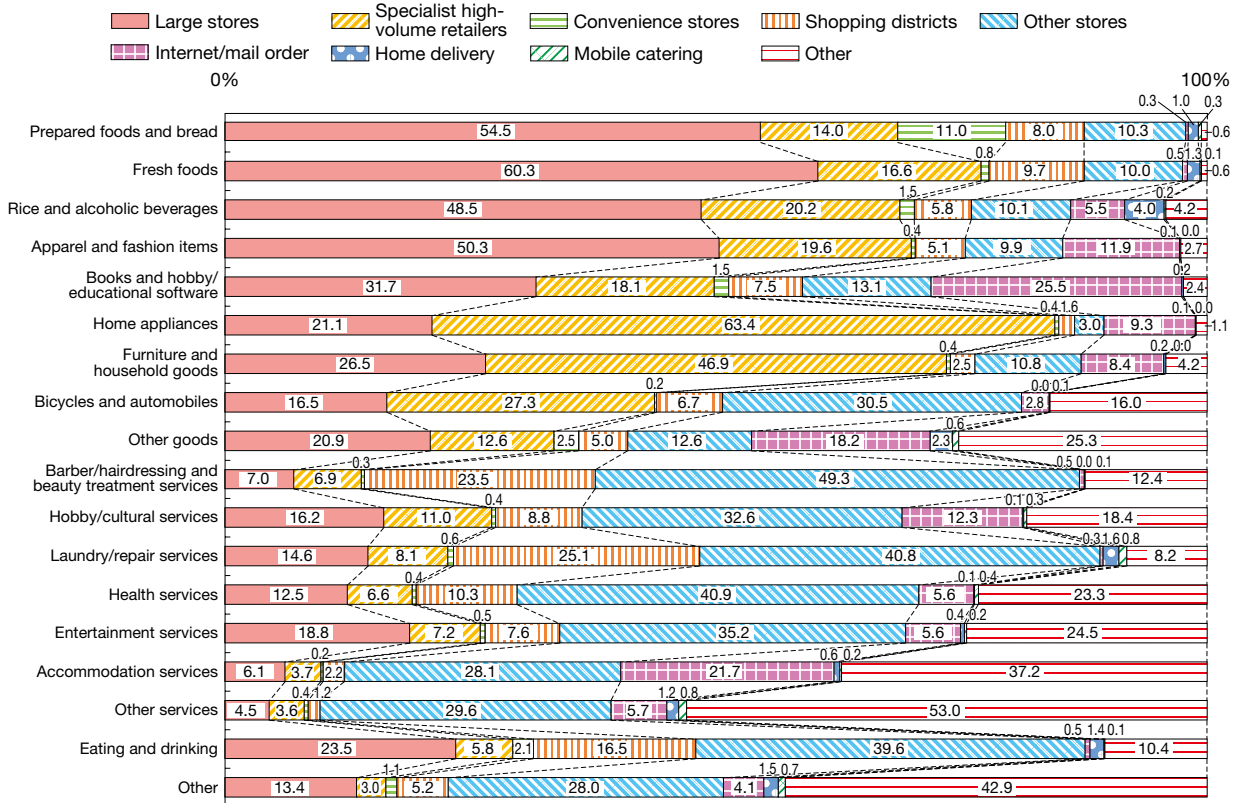 Large stores
Specialist high-
volume retailers
Convenience stores
Shopping districts
Other stores
Internet/mail order
Home delivery
Mobile catering
Other
0% 100%
0.3 1.0 0.3
Prepared foods and bread 54.5 14.0 11.0 8.0 10.3 0.6
0.8 0.5 1.3 0.1
Fresh foods 60.3 16.6 9.7 10.0 0.6
1.5 0.2
Rice and alcoholic beverages 48.5 20.2 5.8 10.1 5.5 4.0 4.2
0.4 0.1 0.0
Apparel and fashion items 50.3 19.6 5.1 9.9 11.9 2.7
1.5 0.2
Books and hobby/
educational software 31.7 18.1 7.5 13.1 25.5 2.4
0.4 1.6 0.1 0.0
Home appliances 21.1 63.4 3.0 9.3 1.1
0.4 0.2 0.0
Furniture and
household goods 26.5 46.9 2.5 10.8 8.4 4.2
0.2 0.0 0.1
Bicycles and automobiles 16.5 27.3 6.7 30.5 2.8 16.0
0.6
Other goods 20.9 12.6 2.5 5.0 12.6 18.2 2.3 25.3
0.3 0.5 0.0 0.1
Barber/hairdressing and
beauty treatment services 7.0 6.9 23.5 49.3 12.4
0.4 0.1 0.3
Hobby/cultural services 16.2 11.0 8.8 32.6 12.3 18.4
0.6 0.3 1.6 0.8
Laundry/repair services 14.6 8.1 25.1 40.8 8.2
0.4 0.1 0.4
Health services 12.5 6.6 10.3 40.9 5.6 23.3
0.5 0.4 0.2
Entertainment services 18.8 7.2 7.6 35.2 5.6 24.5
0.2 0.6 0.2
Accommodation services 6.1 3.7 2.2 28.1 21.7 37.2
0.4 1.2 1.2 0.8
Other services 4.5 3.6 29.6 5.7 53.0
0.5 1.4 0.1
Eating and drinking 23.5 5.8 2.1 16.5 39.6 10.4
1.1 1.5 0.7
Other 13.4 3.0 5.2 28.0 4.1 42.9